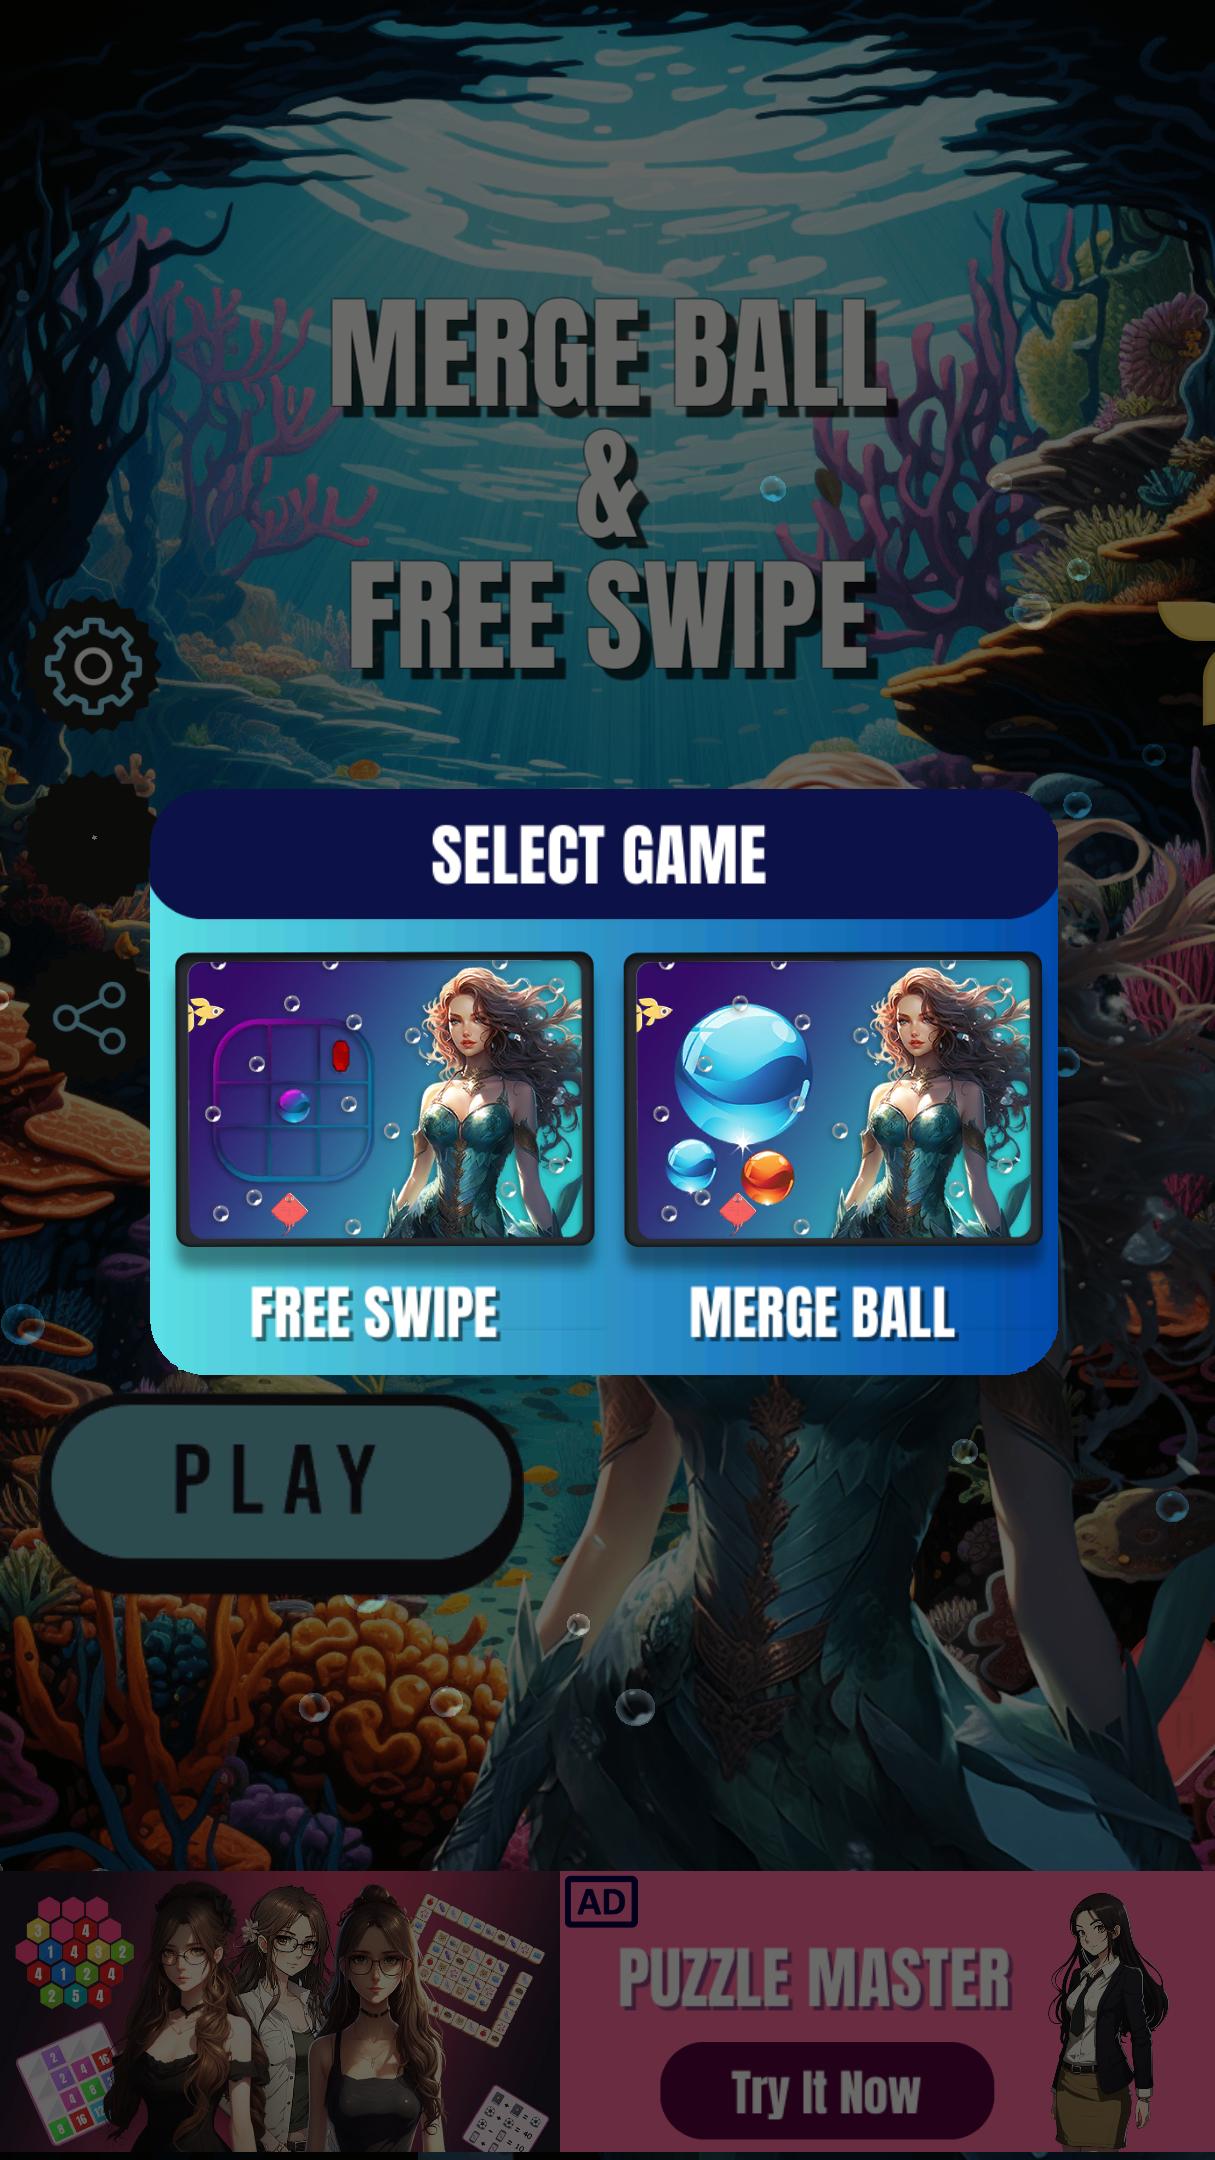 MERGE BALL
&
FREE SWIPE
SELECT GAME
FREE SWIPE
MERGE BALL
PLAY
AD
PUZZLE MASTER
Try It Now